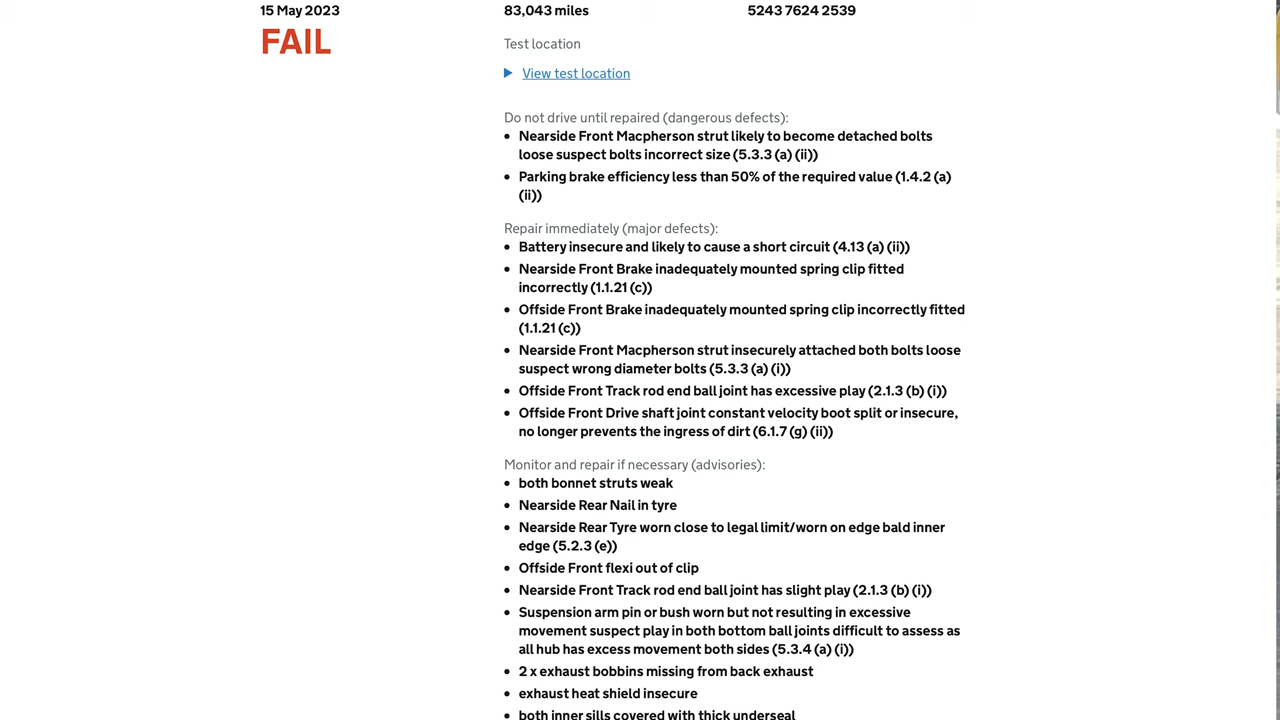 15 May 2023 83,043 miles 5243 7624 2539
FAIL
Test location
View test location
Do not drive until repaired (dangerous defects):
Nearside Front Macpherson strut likely to become detached bolts
loose suspect bolts incorrect size (5.3.3 (a) (ii))
Parking brake efficiency less than 50% of the required value (1.4.2 (a)
(ii))
Repair immediately (major defects):
Battery insecure and likely to cause a short circuit (4.13 (a) (ii))
Nearside Front Brake inadequately mounted spring clip fitted
incorrectly (1.1.21 (c))
Offside Front Brake inadequately mounted spring clip incorrectly fitted
(1.1.21 (c))
Nearside Front Macpherson strut insecurely attached both bolts loose
suspect wrong diameter bolts (5.3.3 (a) (i))
Offside Front Track rod end ball joint has excessive play (2.1.3 (b) (i))
Offside Front Drive shaft joint constant velocity boot split or insecure,
no longer prevents the ingress of dirt (6.1.7 (g) (ii))
Monitor and repair if necessary (advisories):
both bonnet struts weak
Nearside Rear Nail in tyre
Nearside Rear Tyre worn close to legal limit/worn on edge bald inner
edge (5.2.3 (e))
Offside Front flexi out of clip
Nearside Front Track rod end ball joint has slight play (2.1.3 (b) (i))
Suspension arm pin or bush worn but not resulting in excessive
movement suspect play in both bottom ball joints difficult to assess as
all hub has excess movement both sides (5.3.4 (a) (i))
2 x exhaust bobbins missing from back exhaust
exhaust heat shield insecure
both inner sills covered with thick underseal